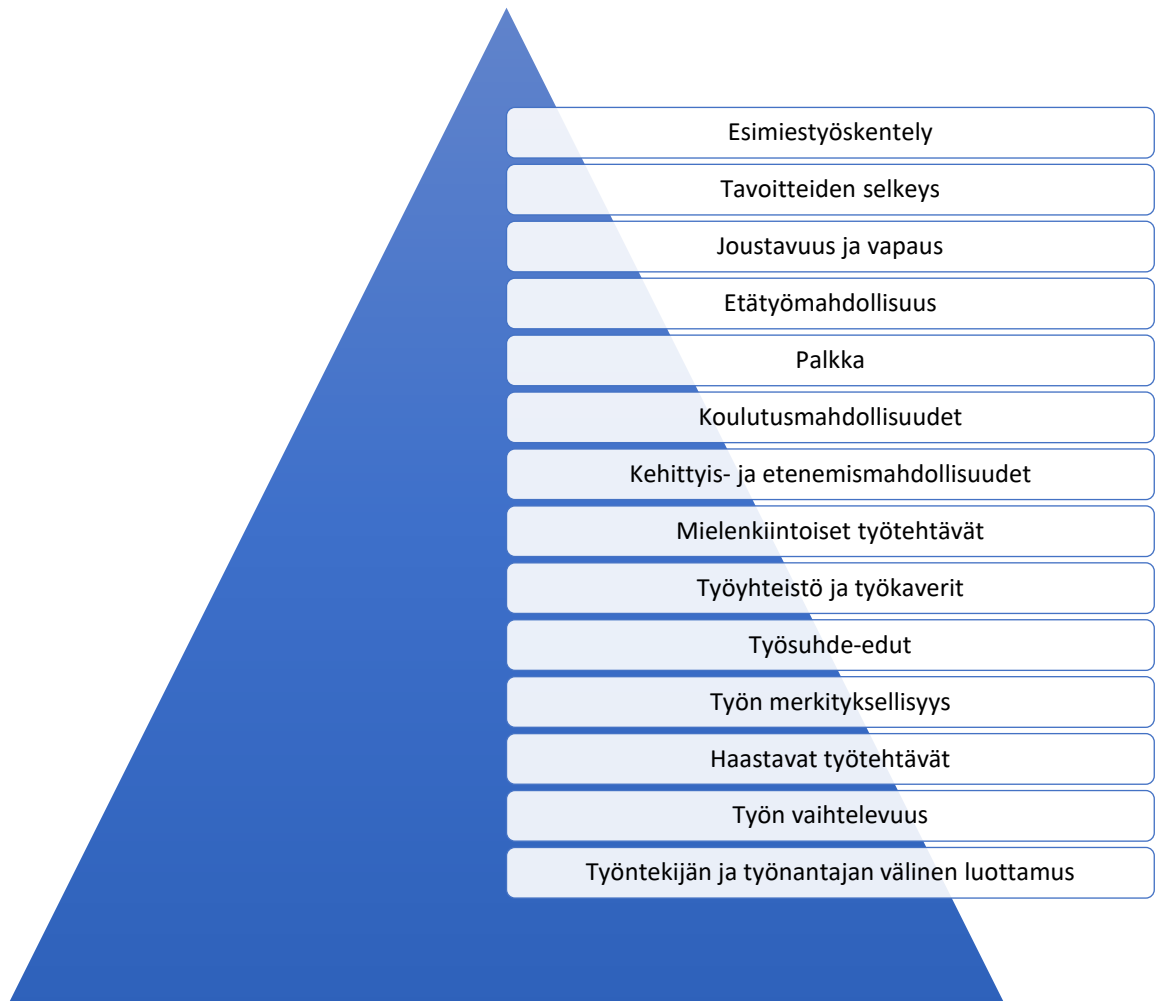 Esimiestyöskentely
Tavoitteiden selkeys
Joustavuus ja vapaus
Etätyömahdollisuus
Palkka
Koulutusmahdollisuudet
Kehittyis- ja etenemismahdollisuudet
Mielenkiintoiset työtehtävät
Työyhteistö ja työkaverit
Työsuhde-edut
Työn merkityksellisyys
Haastavat työtehtävät
Työn vaihtelevuus
Työntekijän ja työnantajan välinen luottamus